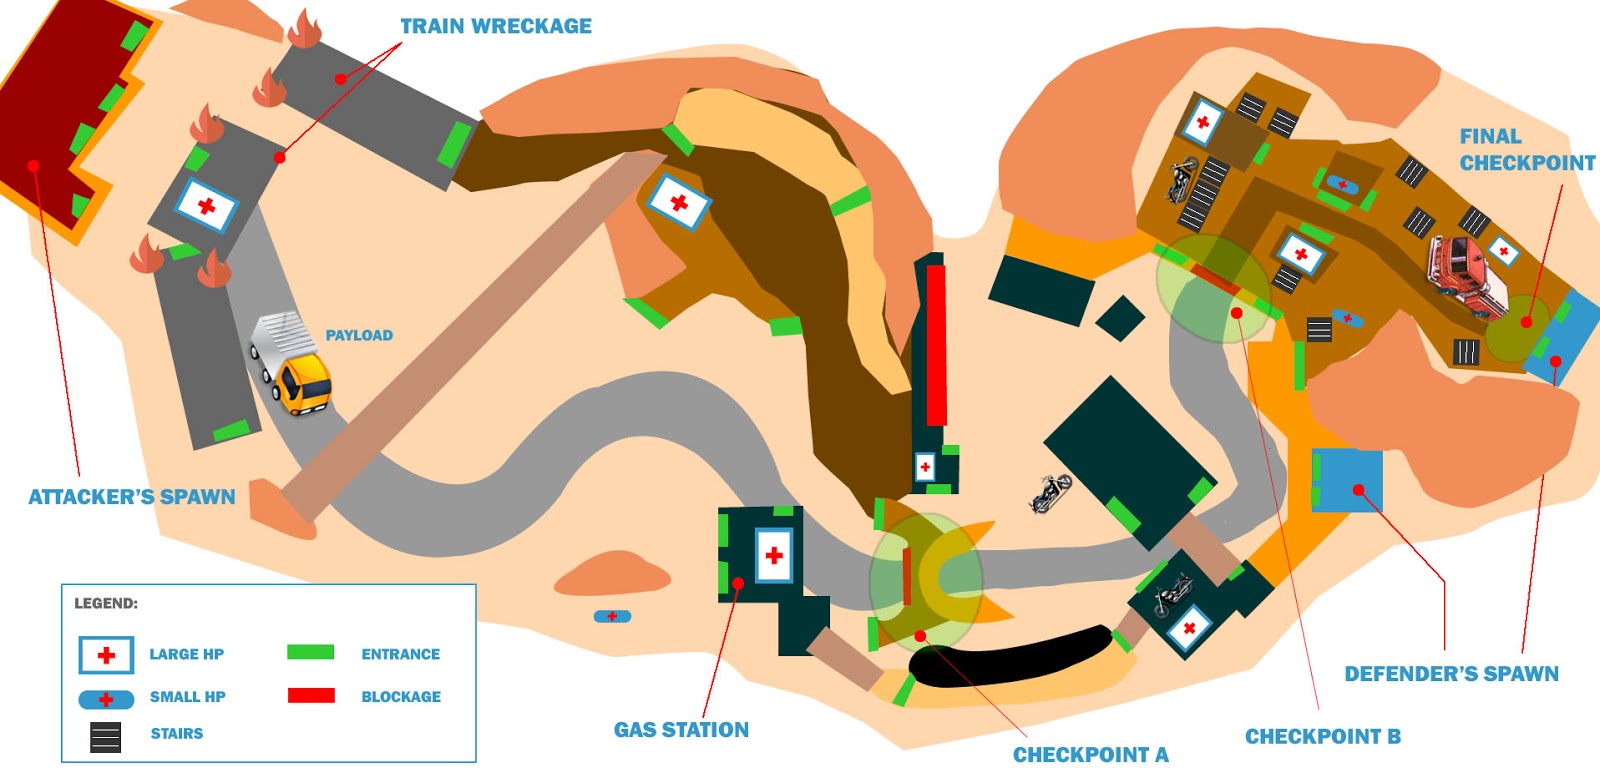 TRAIN WRECKAGE
FINAL
CHECKPOINT
PAYLOAD
ATTACKER'S SPAWN
LEGEND:
LARGE HP
ENTRANCE
SMALL HP
BLOCKAGE
STAIRS
GAS STATION
CHECKPOINT A
CHECKPOINT B
DEFENDER'S SPAWN